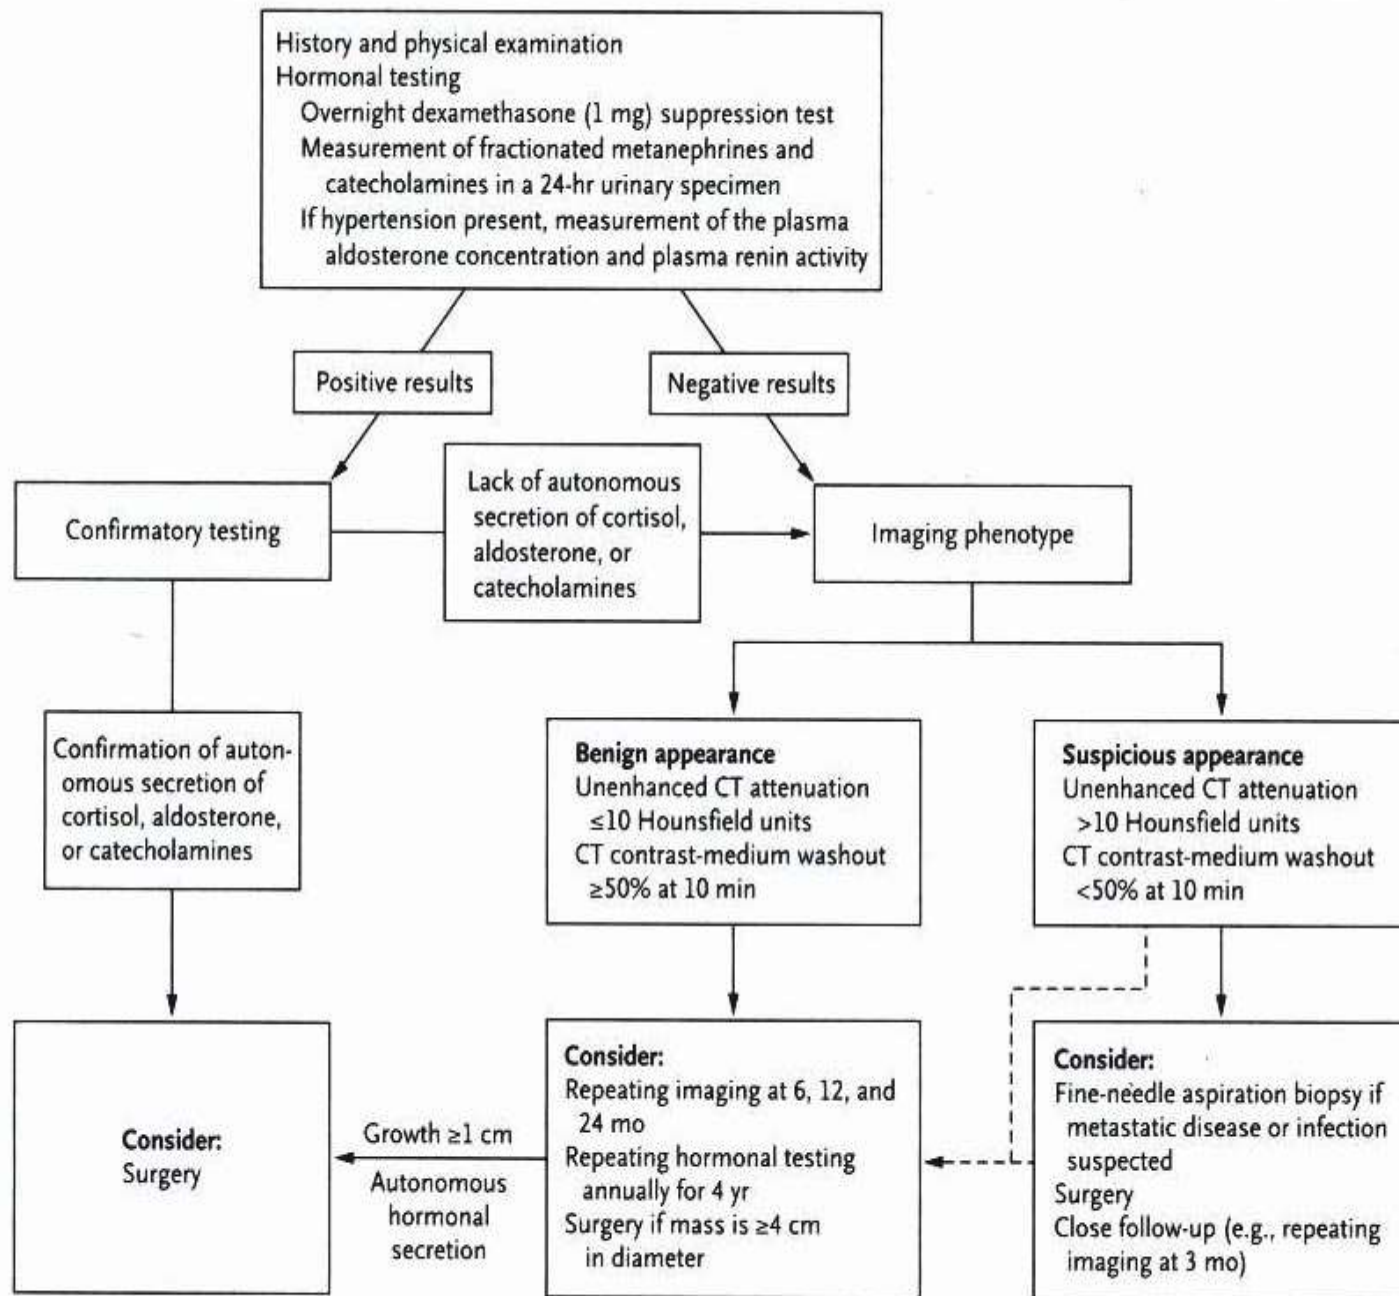 History and physical examination
Hormonal testing
Overnight dexamethasone (1 mg) suppression test
Measurement of fractionated metanephrines and
catecholamines in a 24-hr urinary specimen
If hypertension present, measurement of the plasma
aldosterone concentration and plasma renin activity
Positive results
Negative results
Confirmatory testing
Lack of autonomous
secretion of cortisol,
aldosterone, or
catecholamines
Imaging phenotype
Confirmation of auton-
omous secretion of
cortisol, aldosterone,
or catecholamines
Benign appearance
Unenhanced CT attenuation
≤10 Hounsfield units
CT contrast-medium washout
≥50% at 10 min
Suspicious appearance
Unenhanced CT attenuation
>10 Hounsfield units
CT contrast-medium washout
<50% at 10 min
Consider:
Surgery
Growth ≥1 cm
Autonomous
hormonal
secretion
Consider:
Repeating imaging at 6, 12, and
24 mo
Repeating hormonal testing
annually for 4 yr
Surgery if mass is ≥4 cm
in diameter
Consider:
Fine-needle aspiration biopsy if
metastatic disease or infection
suspected
Surgery
Close follow-up (e.g., repeating
imaging at 3 mo)